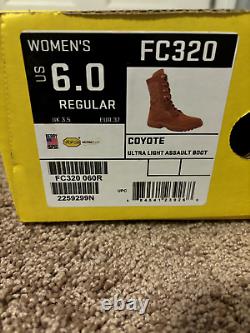 WOMEN'S
FC320
US 6.0
REGULAR
UK 3.5 EUR 37
COYOTE
ULTRA LIGHT ASSAULT BOOT
FC320 060R
UPC
2259299N